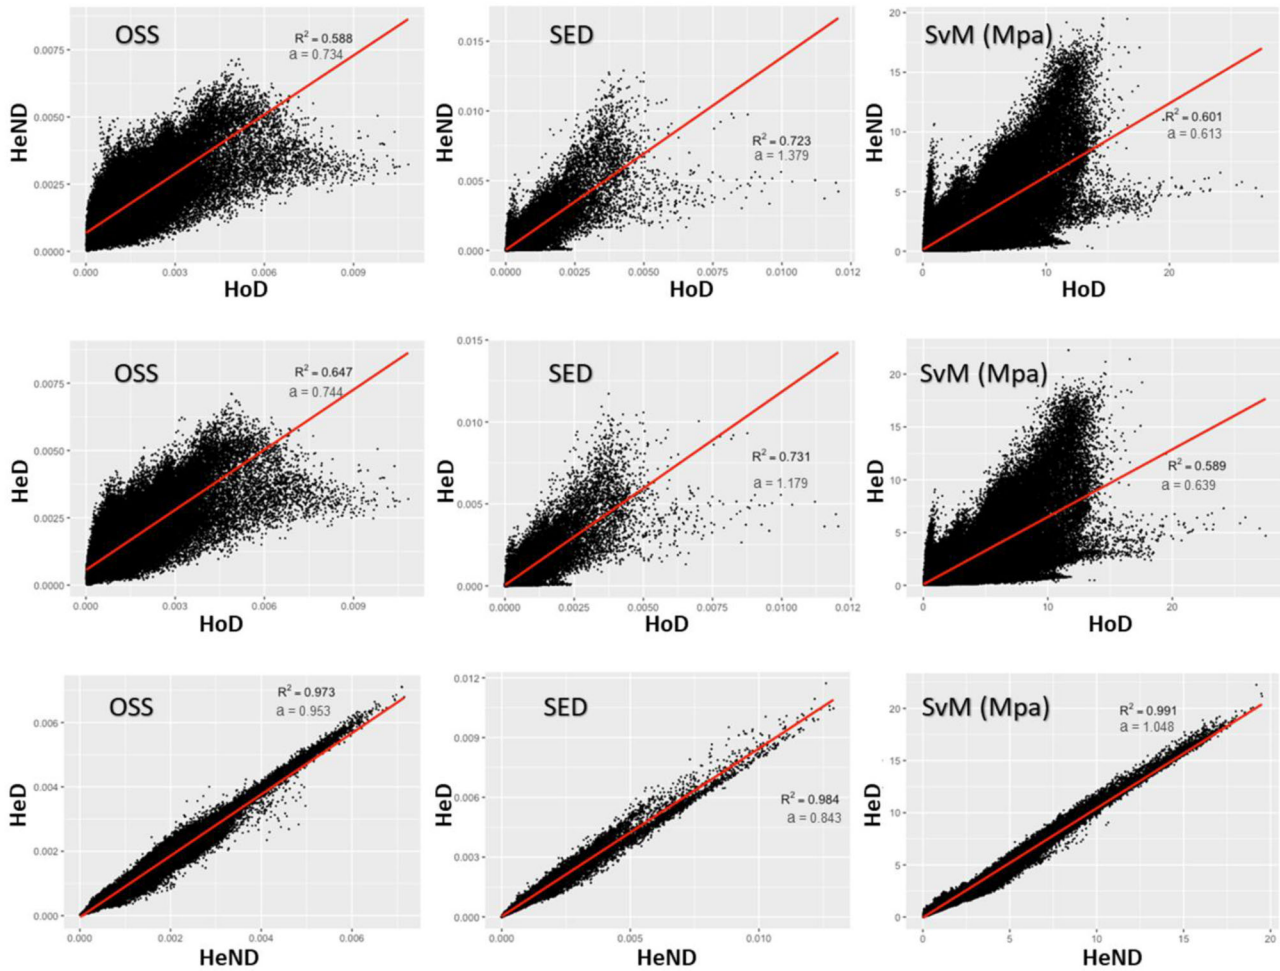 OSS
R² = 0.588
a = 0.734
HeND
0.0075
0.0050
0.0025
0.0000
0.000 0.003 0.006 0.009
HoD
SED
R² = 0.723
a = 1.379
HeND
0.015
0.010
0.005
0.000
0.0000 0.0025 0.0050 0.0075 0.0100 0.012
HoD
SvM (Mpa)
R² = 0.601
a = 0.613
HeND
20
15
10
5
0
0 10 20
HoD
OSS
R² = 0.647
a = 0.744
HeD
0.0075
0.0050
0.0025
0.0000
0.000 0.003 0.006 0.009
HoD
SED
R² = 0.731
a = 1.179
HeD
0.015
0.010
0.005
0.000
0.0000 0.0025 0.0050 0.0075 0.0100 0.012
HoD
SvM (Mpa)
R² = 0.589
a = 0.639
HeD
20
15
10
5
0
0 10 20
HoD
OSS
R² = 0.973
a = 0.953
HeD
0.006
0.004
0.002
0.000
0.000 0.002 0.004 0.006
HeND
SED
R² = 0.984
a = 0.843
HeD
0.012
0.009
0.006
0.003
0.000
0.000 0.005 0.010
HeND
SvM (Mpa)
R² = 0.991
a = 1.048
HeD
20
15
10
5
0
0 5 10 15 20
HeND